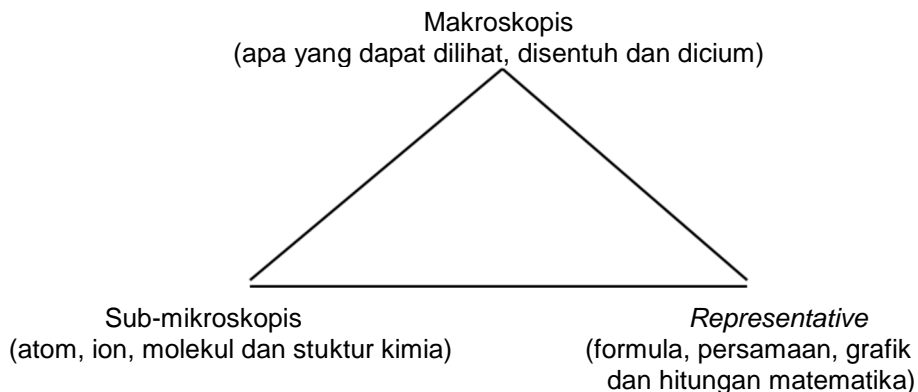 Makroskopis
(apa yang dapat dilihat, disentuh dan dicium)
Sub-mikroskopis
(atom, ion, molekul dan stuktur kimia)
Representative
(formula, persamaan, grafik
dan hitungan matematika)